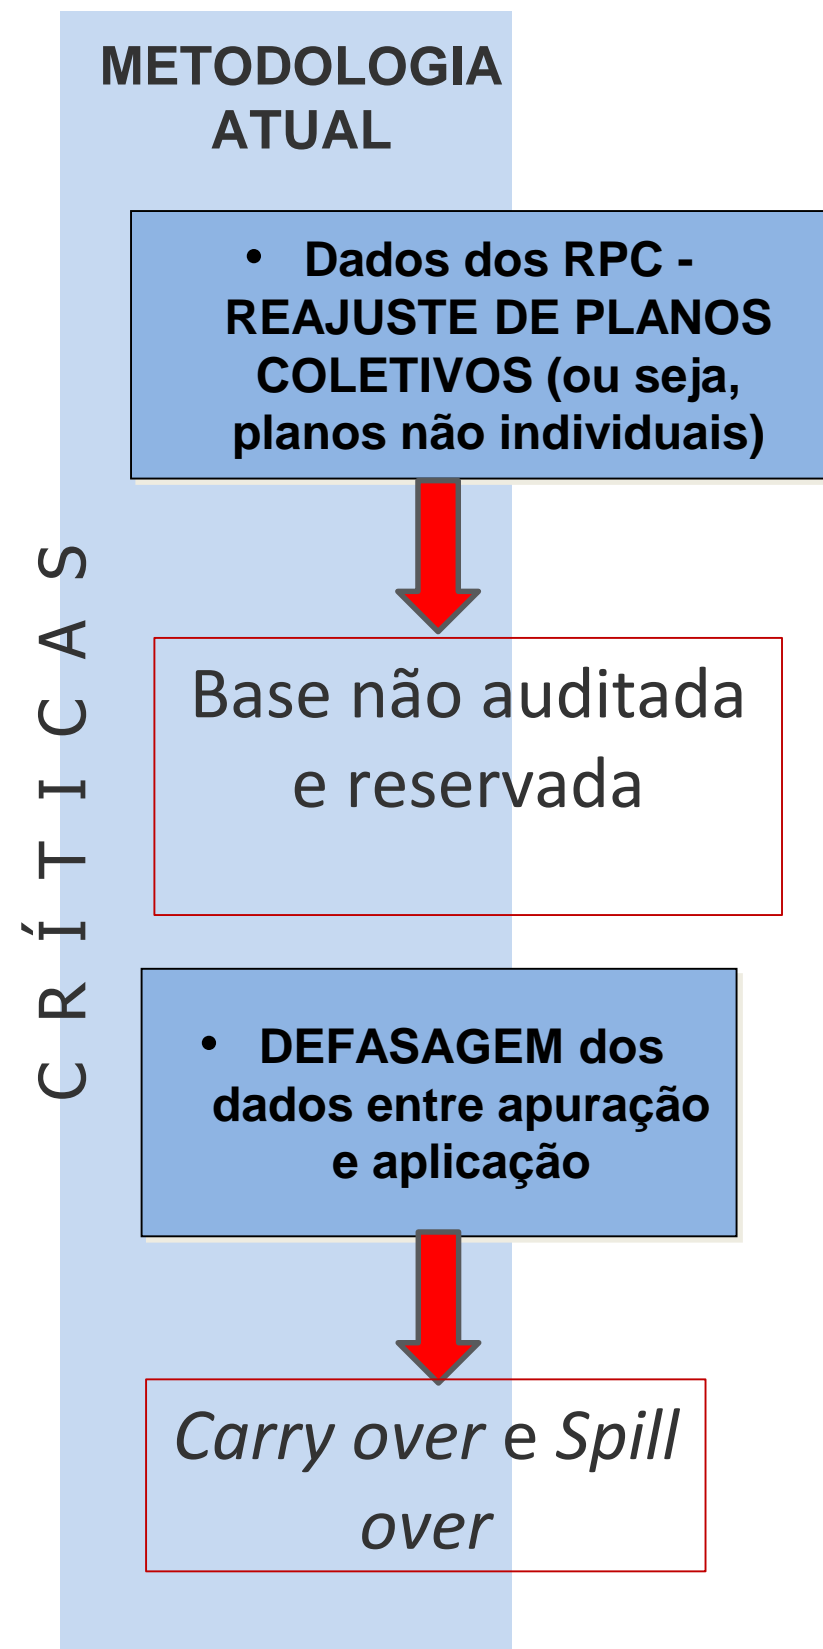 METODOLOGIA
ATUAL
• Dados dos RPC -
REAJUSTE DE PLANOS
COLETIVOS (ou seja,
planos não individuais)
CRÍTICAS
Base não auditada
e reservada
• DEFASAGEM dos
dados entre apuração
e aplicação
Carry over e Spill
over